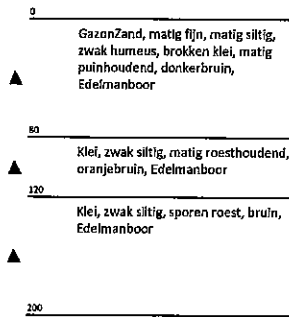 0
GazonZand, matig fijn, matig siltig,
zwak humeus, brokken klei, matig
puinhoudend, donkerbruin,
Edelmanboor
80
Klei, zwak siltig, matig roesthoudend,
oranjebruin, Edelmanboor
120
Klei, zwak siltig, sporen roest, bruin,
Edelmanboor
200